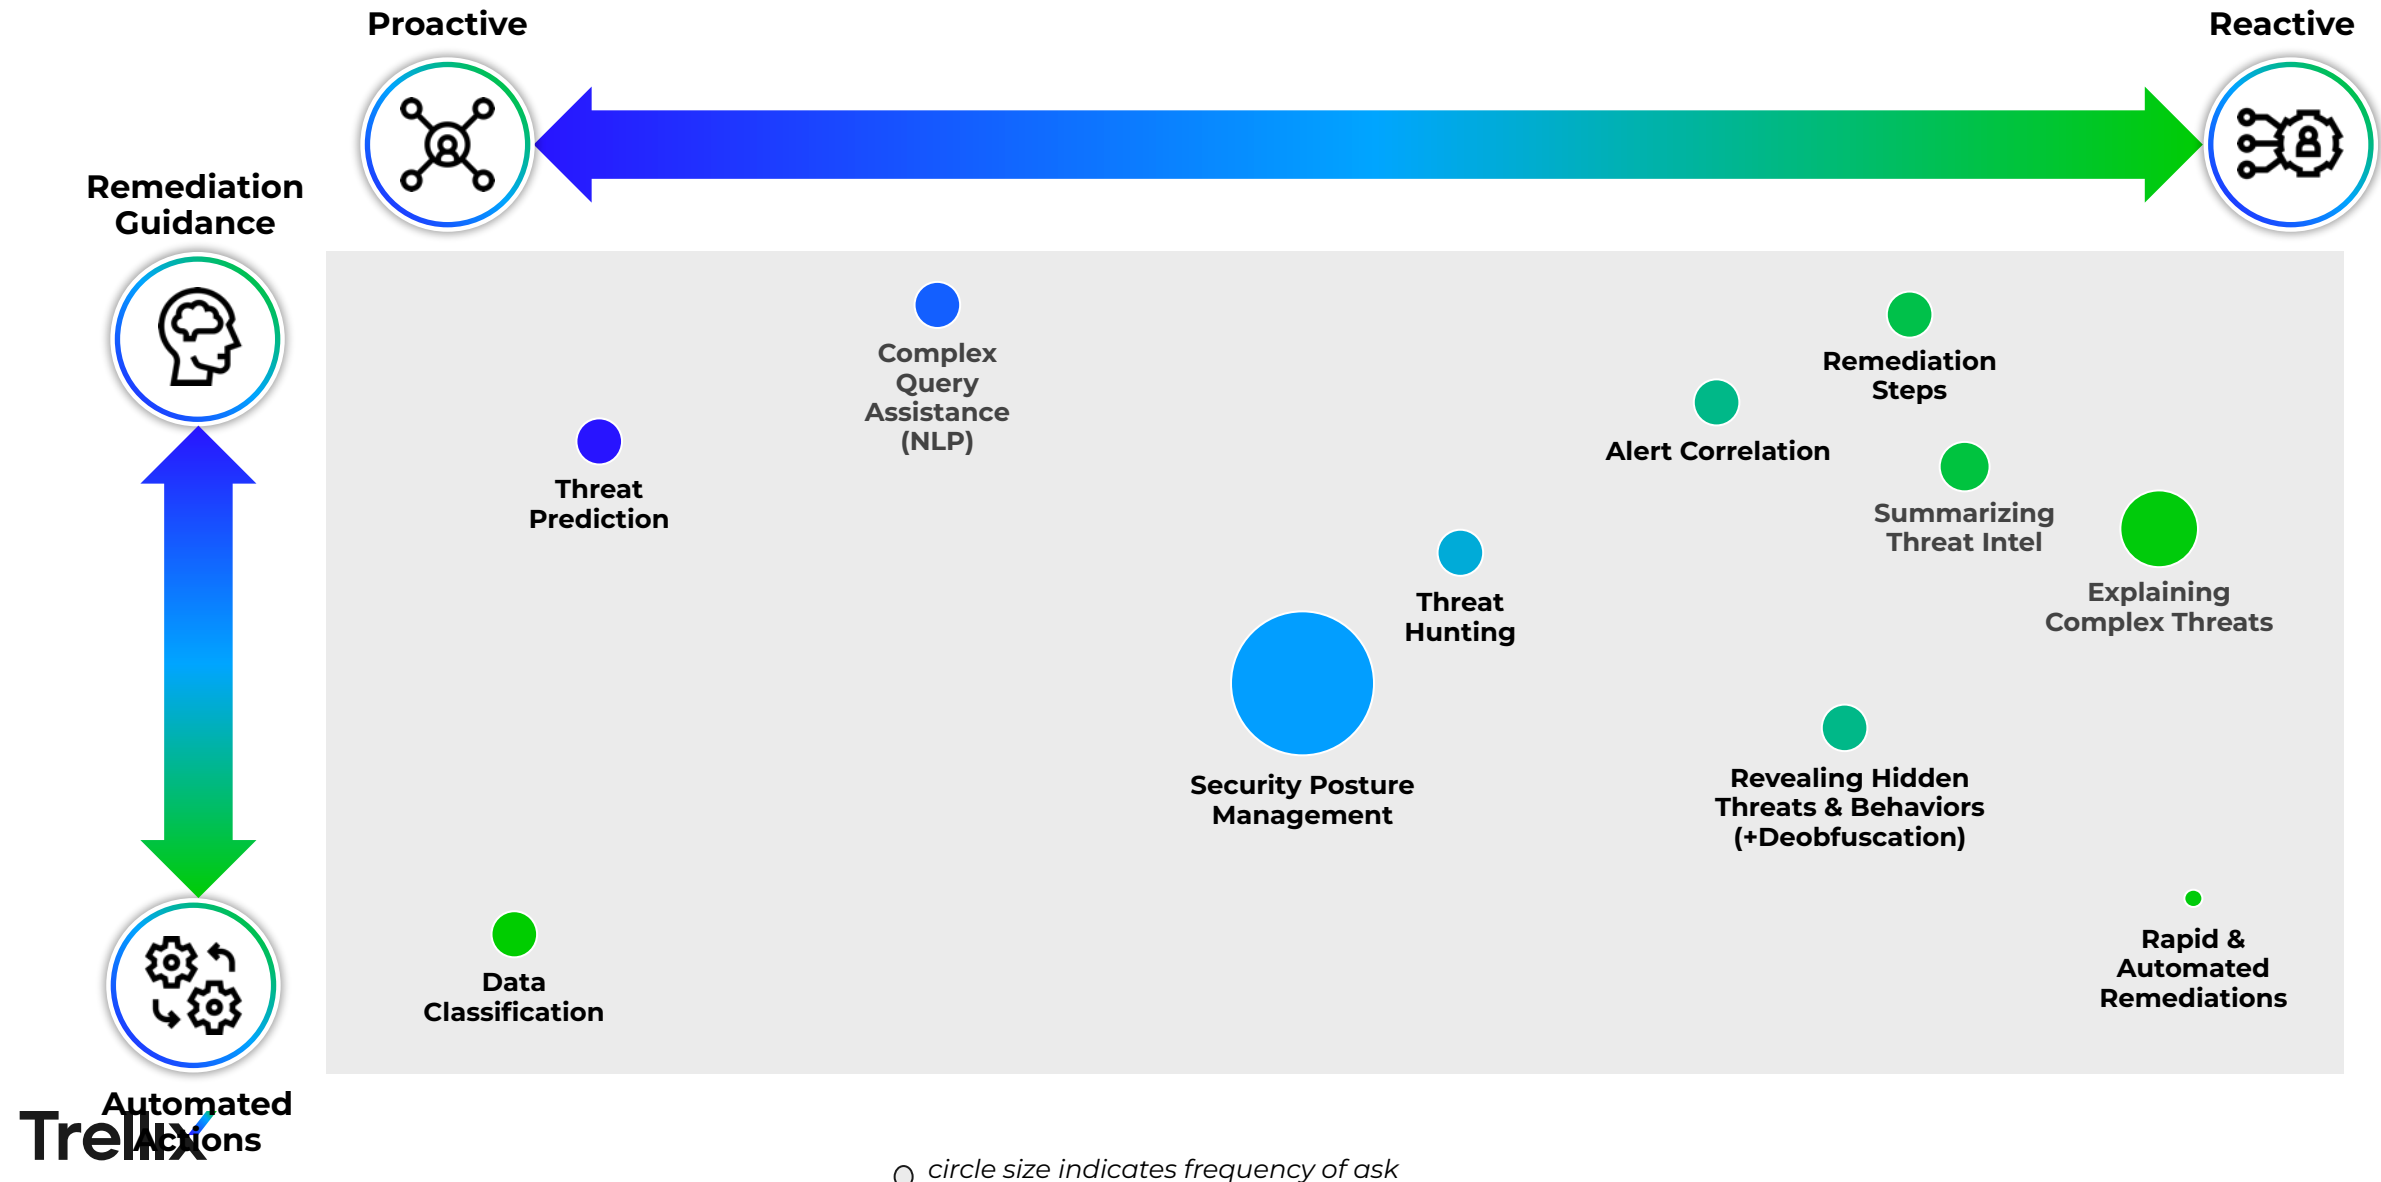 Proactive
Reactive
Remediation
Guidance
Complex
Query
Assistance
(NLP)
Remediation
Steps
Alert Correlation
Threat
Prediction
Summarizing
Threat Intel
Explaining
Complex Threats
Threat
Hunting
Security Posture
Management
Revealing Hidden
Threats & Behaviors
(+Deobfuscation)
Data
Classification
Rapid &
Automated
Remediations
Automated
Actions
Trellix
circle size indicates frequency of ask